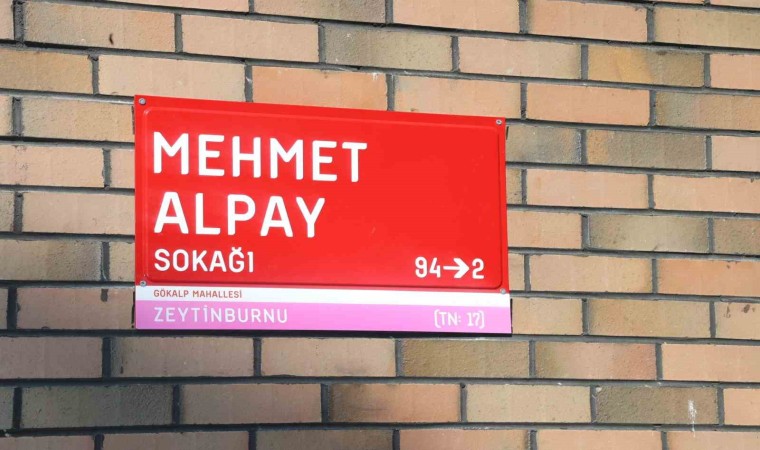 MEHMET
ALPAY
SOKAĞI 94→2
GÖKALP MAHALLESİ
ZEYTİNBURNU [TN: 17]